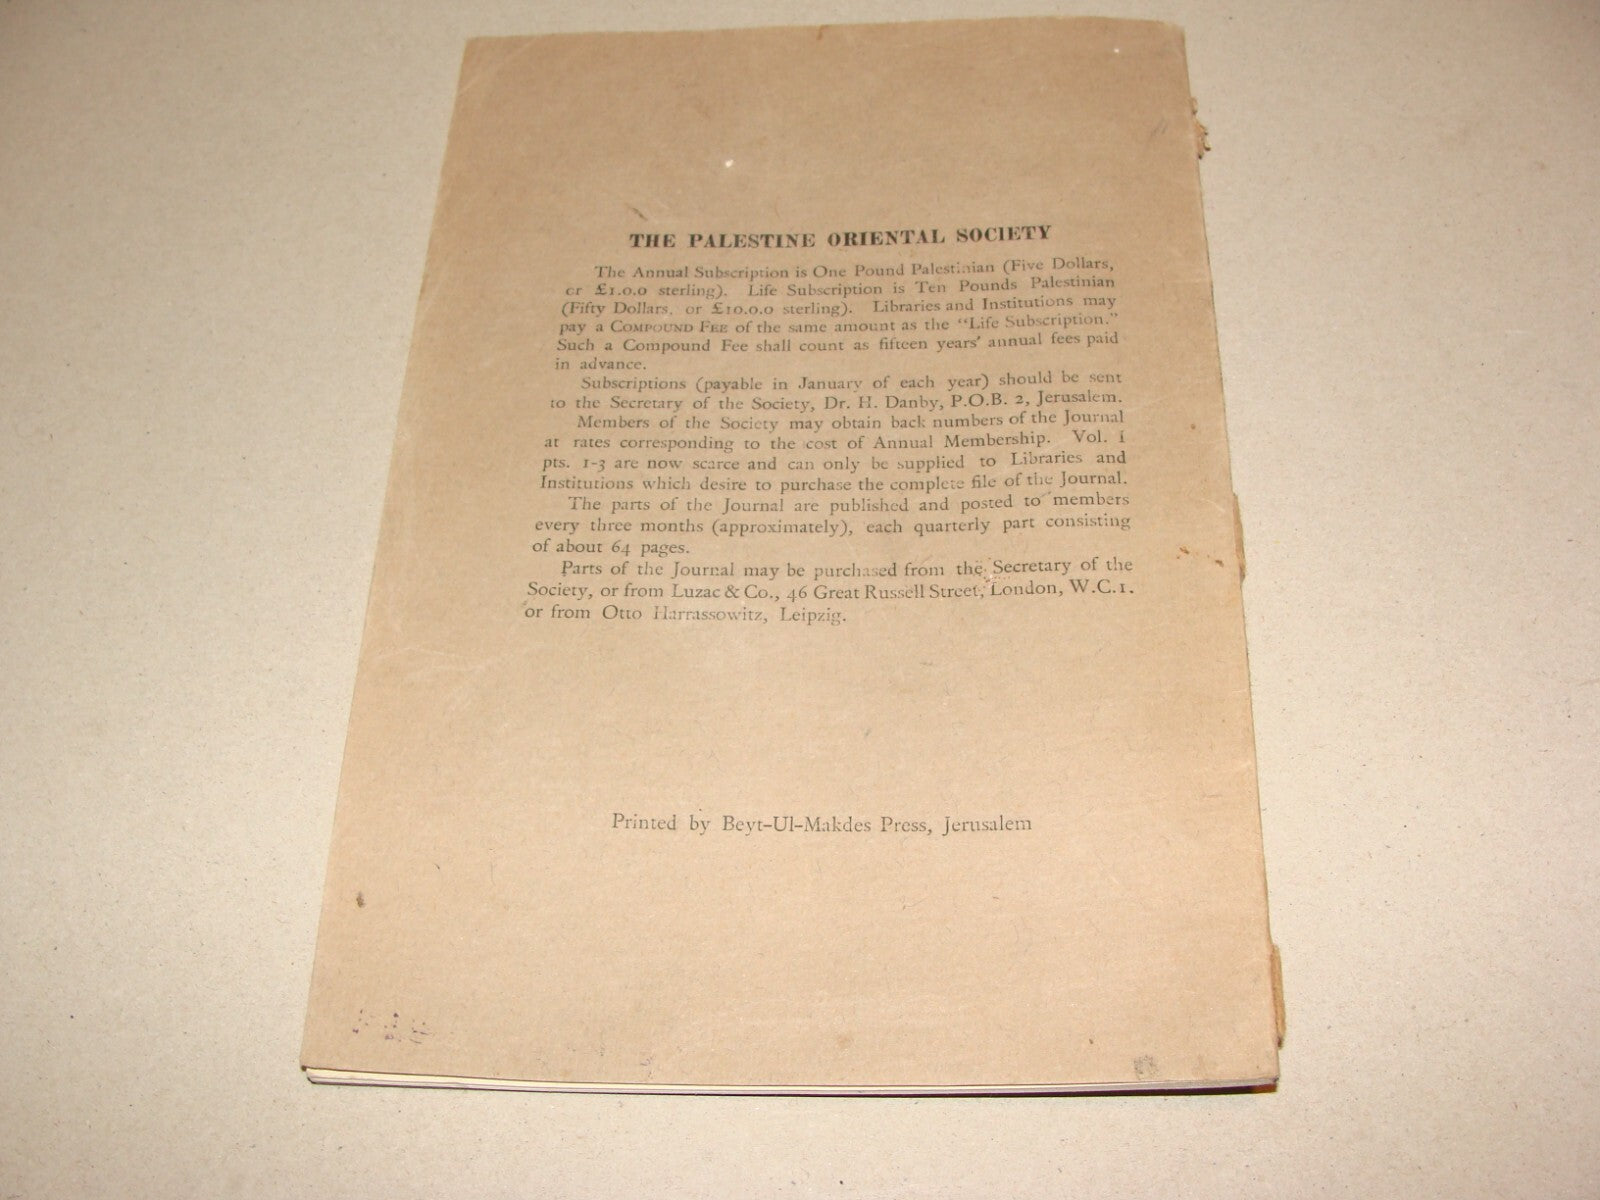 THE PALESTINE ORIENTAL SOCIETY
The Annual Subscription is One Pound Palestinian (Five Dollars,
or £1.0.0 sterling). Life Subscription is Ten Pounds Palestinian
(Fifty Dollars, or £10.0.0 sterling). Libraries and Institutions may
pay a COMPOUND FEE of the same amount as the “Life Subscription.”
Such a Compound Fee shall count as fifteen years' annual fees paid
in advance.
Subscriptions (payable in January of each year) should be sent
to the Secretary of the Society, Dr. H. Danby, P.O.B. 2, Jerusalem.
Members of the Society may obtain back numbers of the Journal
at rates corresponding to the cost of Annual Membership. Vol. I
pts. 1-3 are now scarce and can only be supplied to Libraries and
Institutions which desire to purchase the complete file of the Journal.
The parts of the Journal are published and posted to members
every three months (approximately), each quarterly part consisting
of about 64 pages.
Parts of the Journal may be purchased from the Secretary of the
Society, or from Luzac & Co., 46 Great Russell Street, London, W.C.1.
or from Otto Harrassowitz, Leipzig.
Printed by Beyt-Ul-Makdes Press, Jerusalem